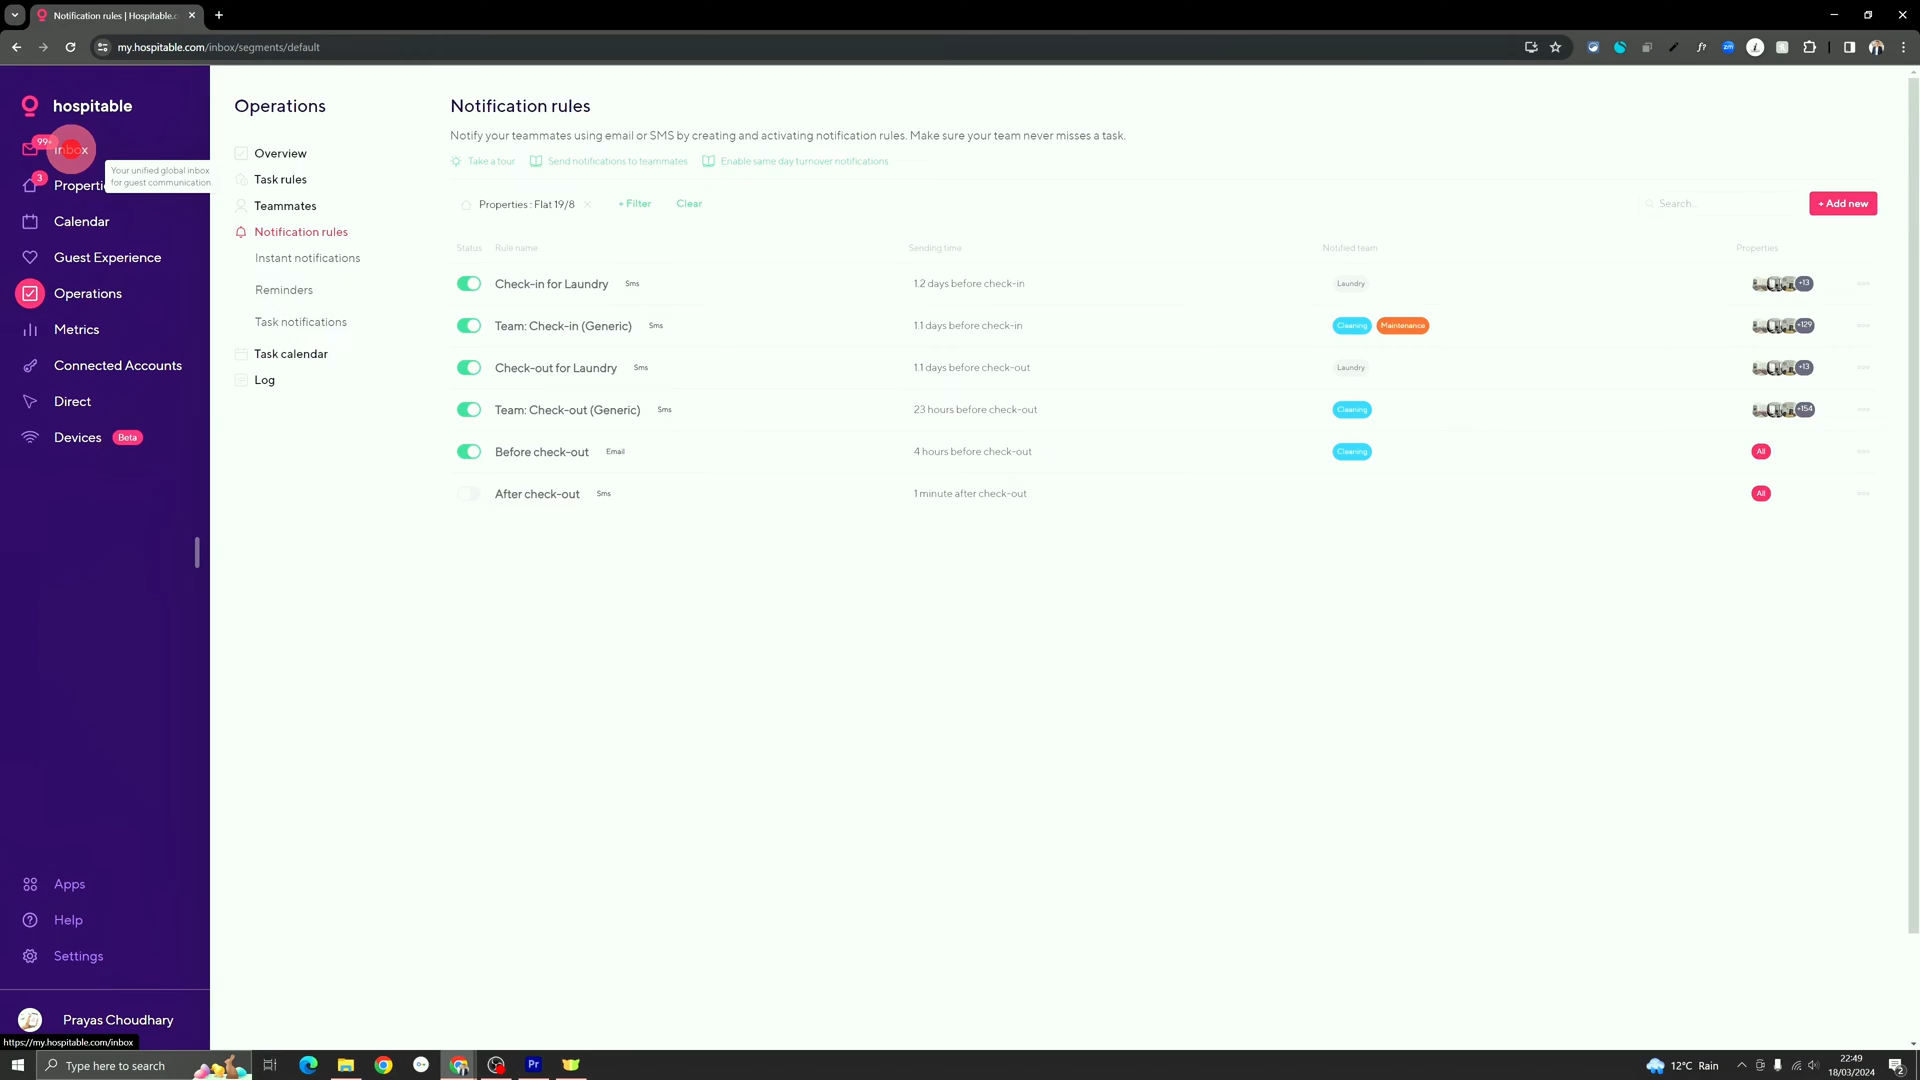 Notification rules | Hospitable.c
my.hospitable.com/inbox/segments/default
hospitable
99+
Inbox
Your unified global inbox
for guest communication.
3
Properti
Calendar
Guest Experience
Operations
Metrics
Connected Accounts
Direct
Devices Beta
Apps
Help
Settings
Prayas Choudhary
https://my.hospitable.com/inbox
Operations
Overview
Task rules
Teammates
Notification rules
Instant notifications
Reminders
Task notifications
Task calendar
Log
Notification rules
Notify your teammates using email or SMS by creating and activating notification rules. Make sure your team never misses a task.
Take a tour Send notifications to teammates Enable same day turnover notifications
Properties : Flat 19/8 × + Filter Clear Search... + Add new
Status Rule name Sending time Notified team Properties
Check-in for Laundry Sms 1.2 days before check-in Laundry +13
Team: Check-in (Generic) Sms 1.1 days before check-in Cleaning Maintenance +129
Check-out for Laundry Sms 1.1 days before check-out Laundry +13
Team: Check-out (Generic) Sms 23 hours before check-out Cleaning +154
Before check-out Email 4 hours before check-out Cleaning All
After check-out Sms 1 minute after check-out All
Type here to search
Pr
12°C Rain
22:49
18/03/2024
2